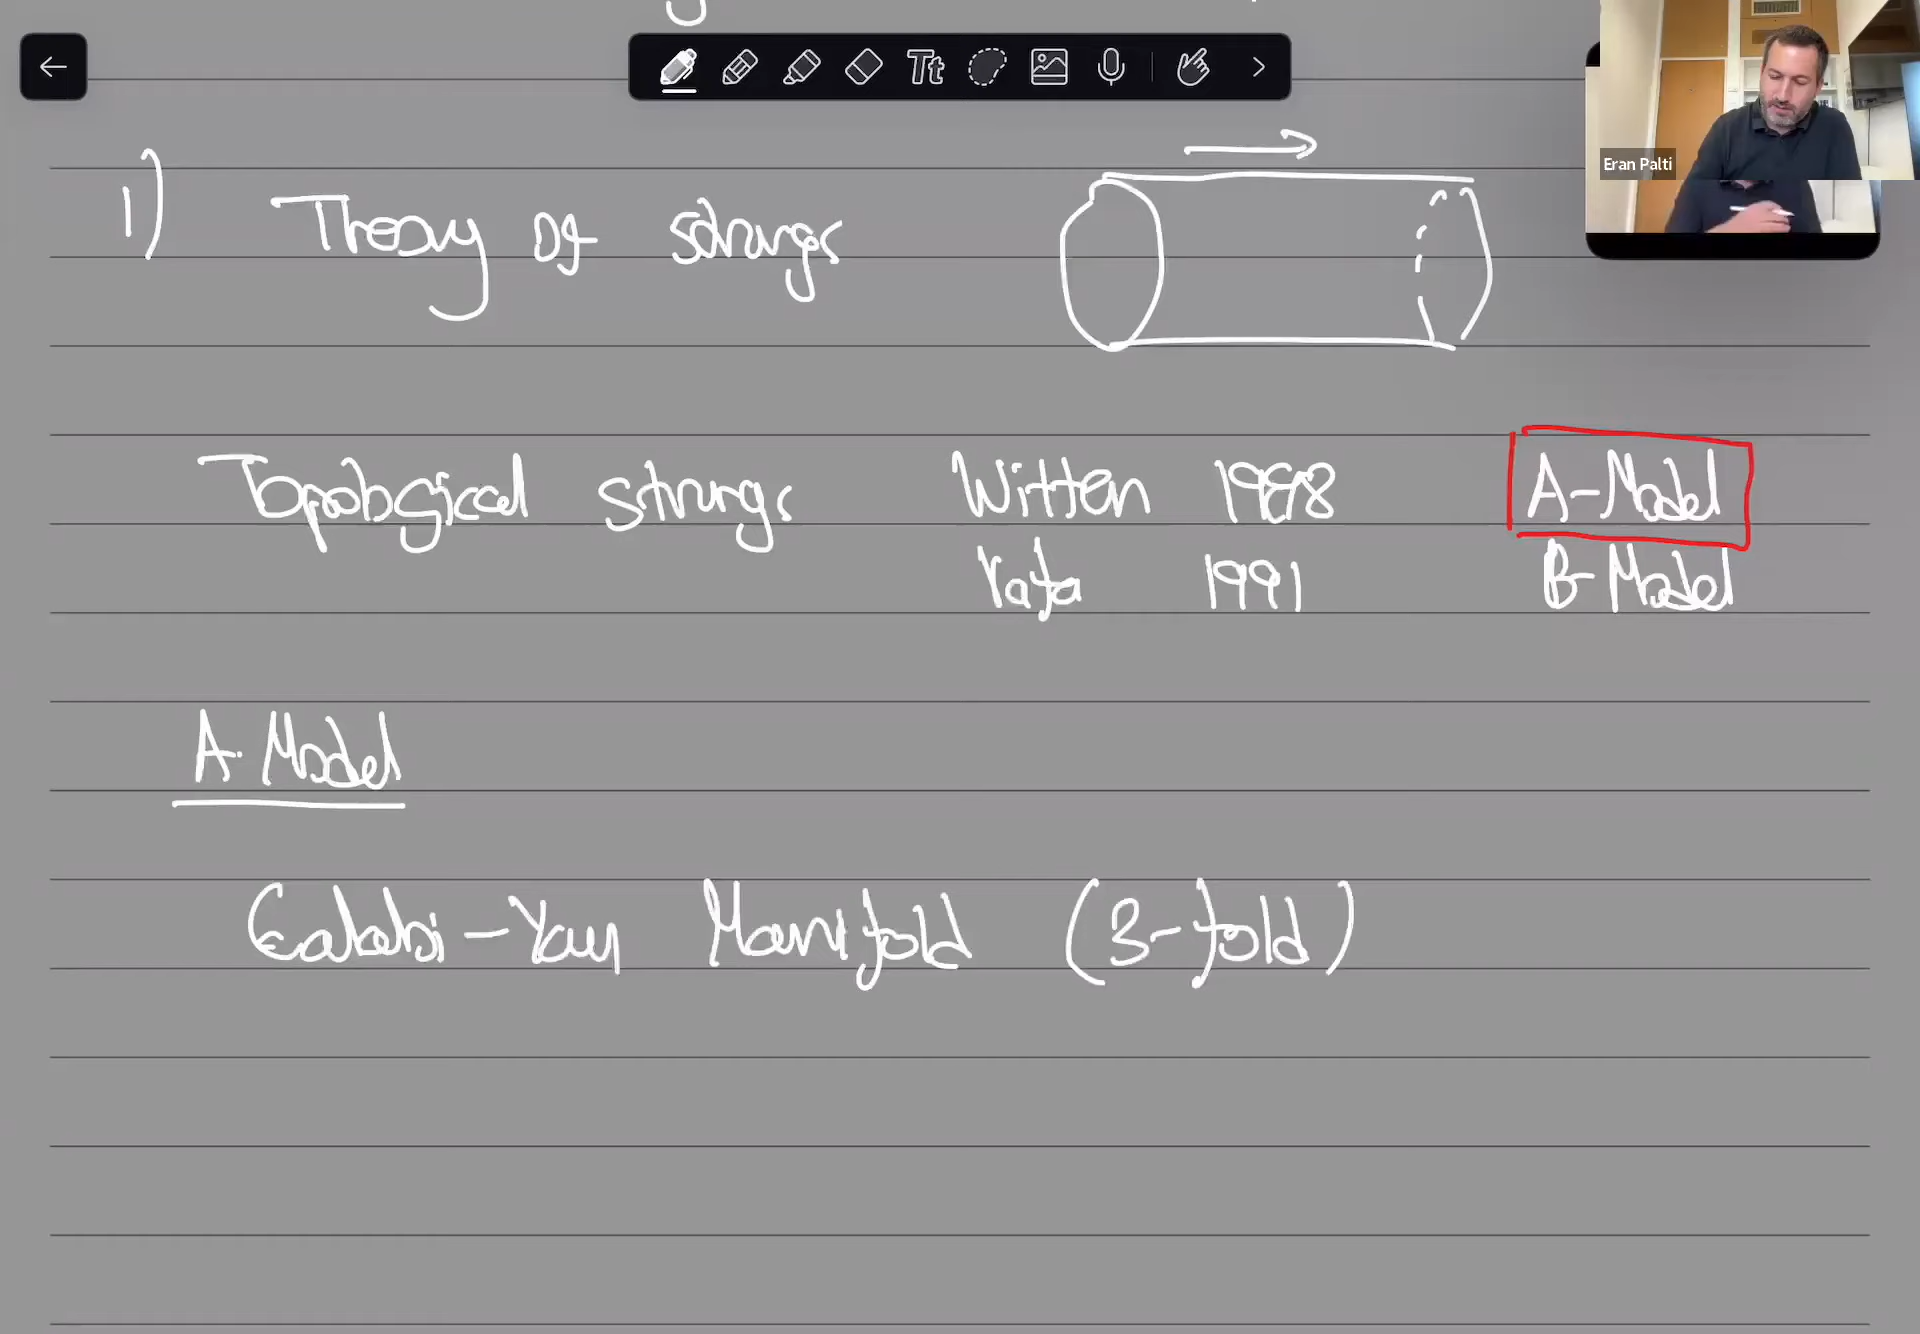 Tt
Eran Palti
1) Theory of strings
Topological strings Witten 1988 A-Model
Vafa 1991 B-Model
A-Model
Calabi-Yau Manifold (3-fold)